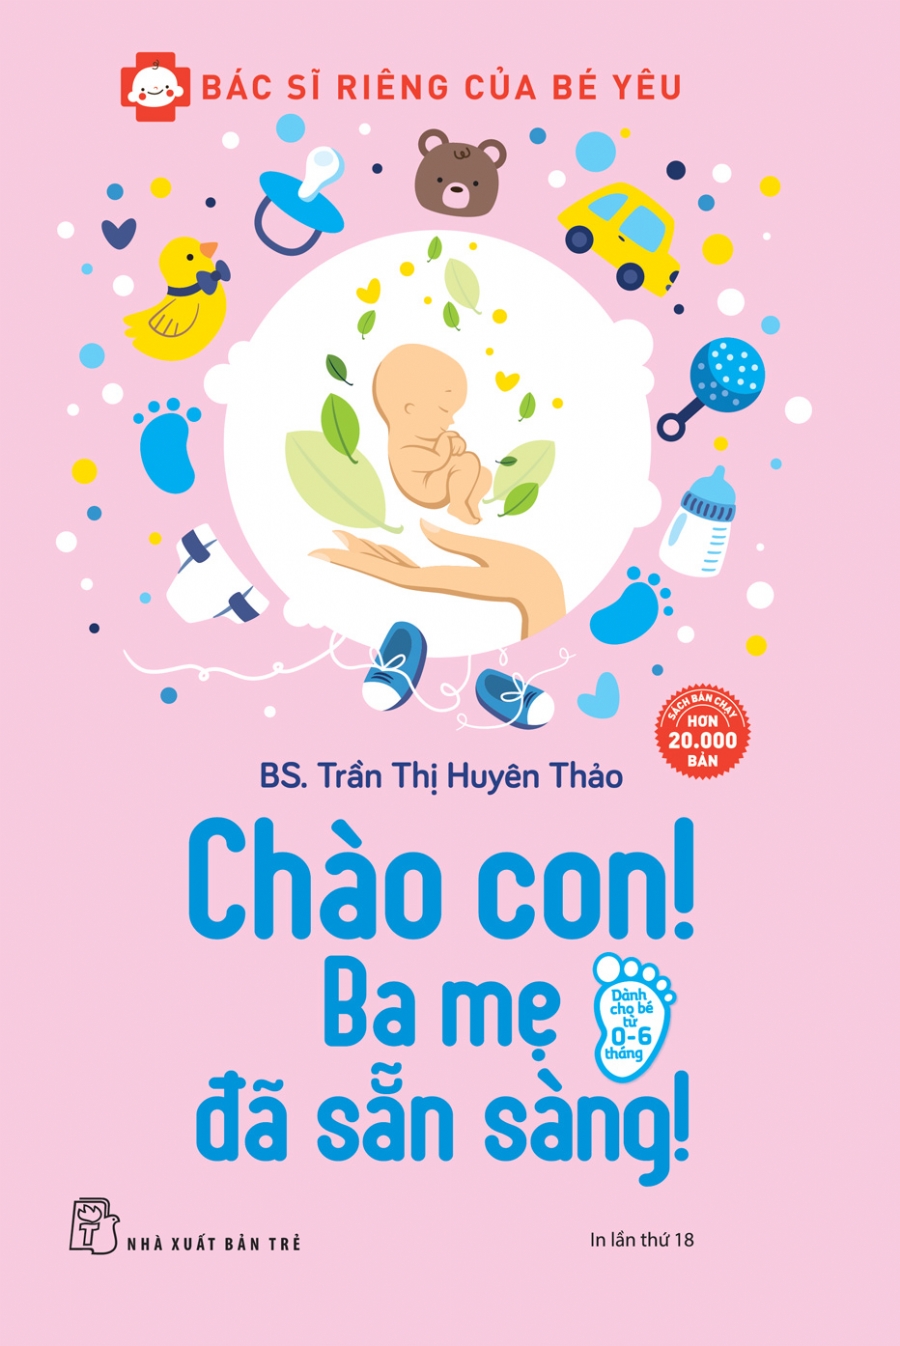 BÁC SĨ RIÊNG CỦA BÉ YÊU
SÁCH BÁN CHẠY
HƠN
20.000
BẢN
BS. Trần Thị Huyên Thảo
Chào con!
Ba mẹ
Dành
cho bé
từ
0-6
tháng
đã sẵn sàng!
NHÀ XUẤT BẢN TRẺ
In lần thứ 18